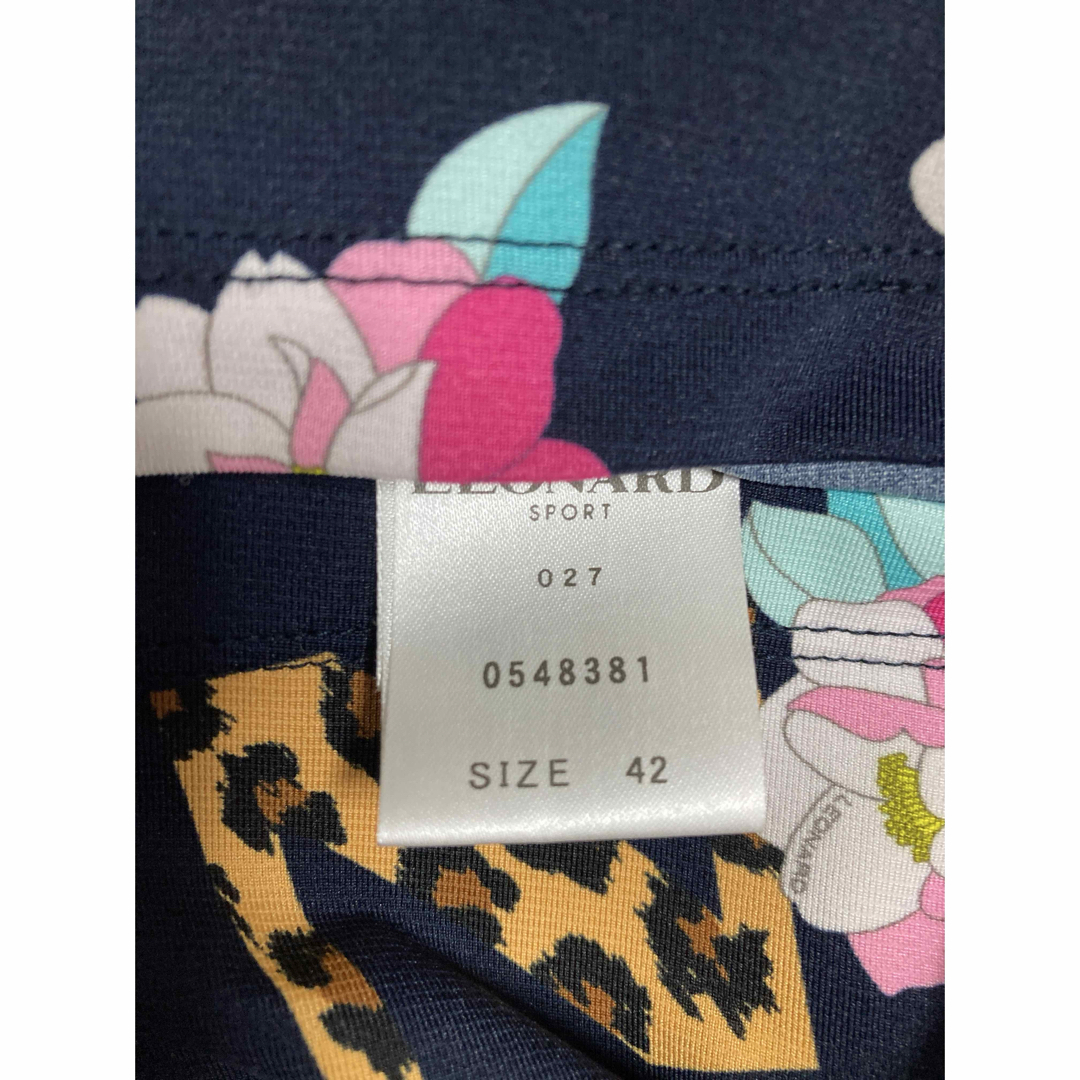 LEONARD
SPORT
027
0548381
SIZE 42
LEONARD